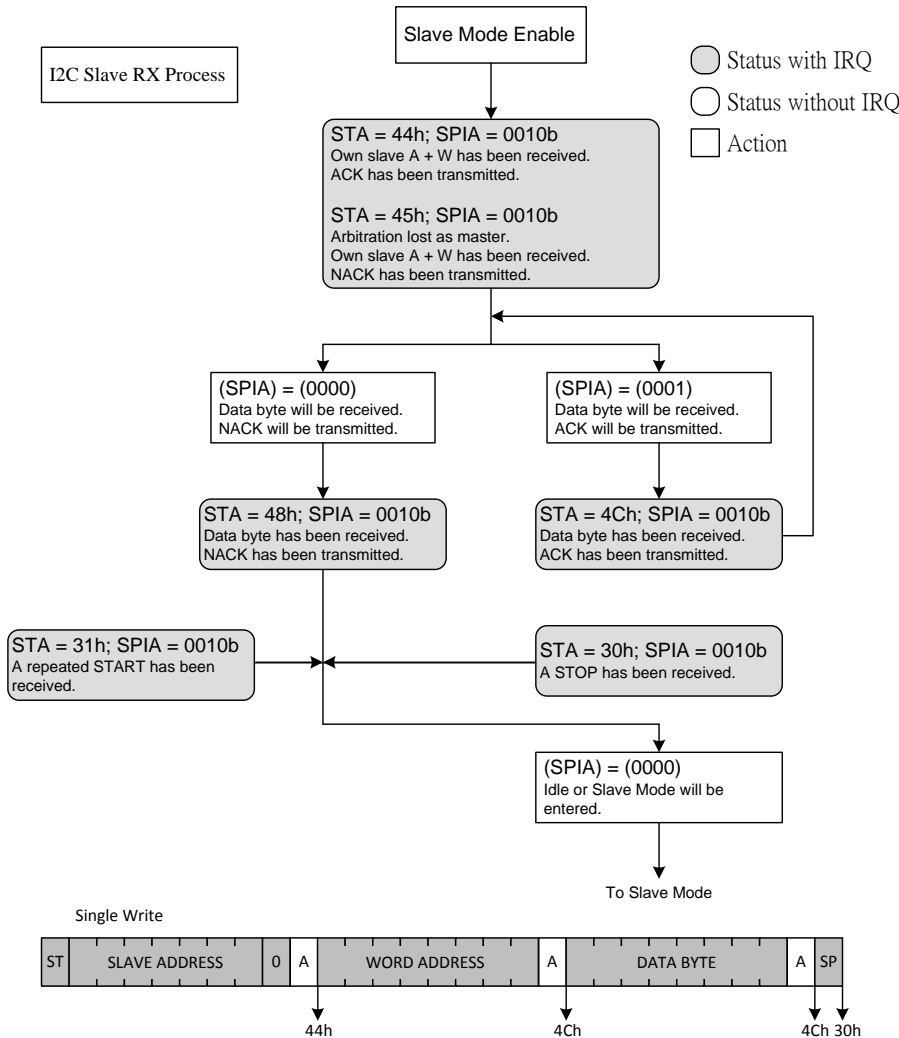 Slave Mode Enable
I2C Slave RX Process
Status with IRQ
Status without IRQ
Action
STA = 44h; SPIA = 0010b
Own slave A + W has been received.
ACK has been transmitted.
STA = 45h; SPIA = 0010b
Arbitration lost as master.
Own slave A + W has been received.
NACK has been transmitted.
(SPIA) = (0000)
Data byte will be received.
NACK will be transmitted.
(SPIA) = (0001)
Data byte will be received.
ACK will be transmitted.
STA = 48h; SPIA = 0010b
Data byte has been received.
NACK has been transmitted.
STA = 4Ch; SPIA = 0010b
Data byte has been received.
ACK has been transmitted.
STA = 31h; SPIA = 0010b
A repeated START has been
received.
STA = 30h; SPIA = 0010b
A STOP has been received.
(SPIA) = (0000)
Idle or Slave Mode will be
entered.
To Slave Mode
Single Write
ST SLAVE ADDRESS 0 A WORD ADDRESS A DATA BYTE A SP
44h 4Ch 4Ch 30h